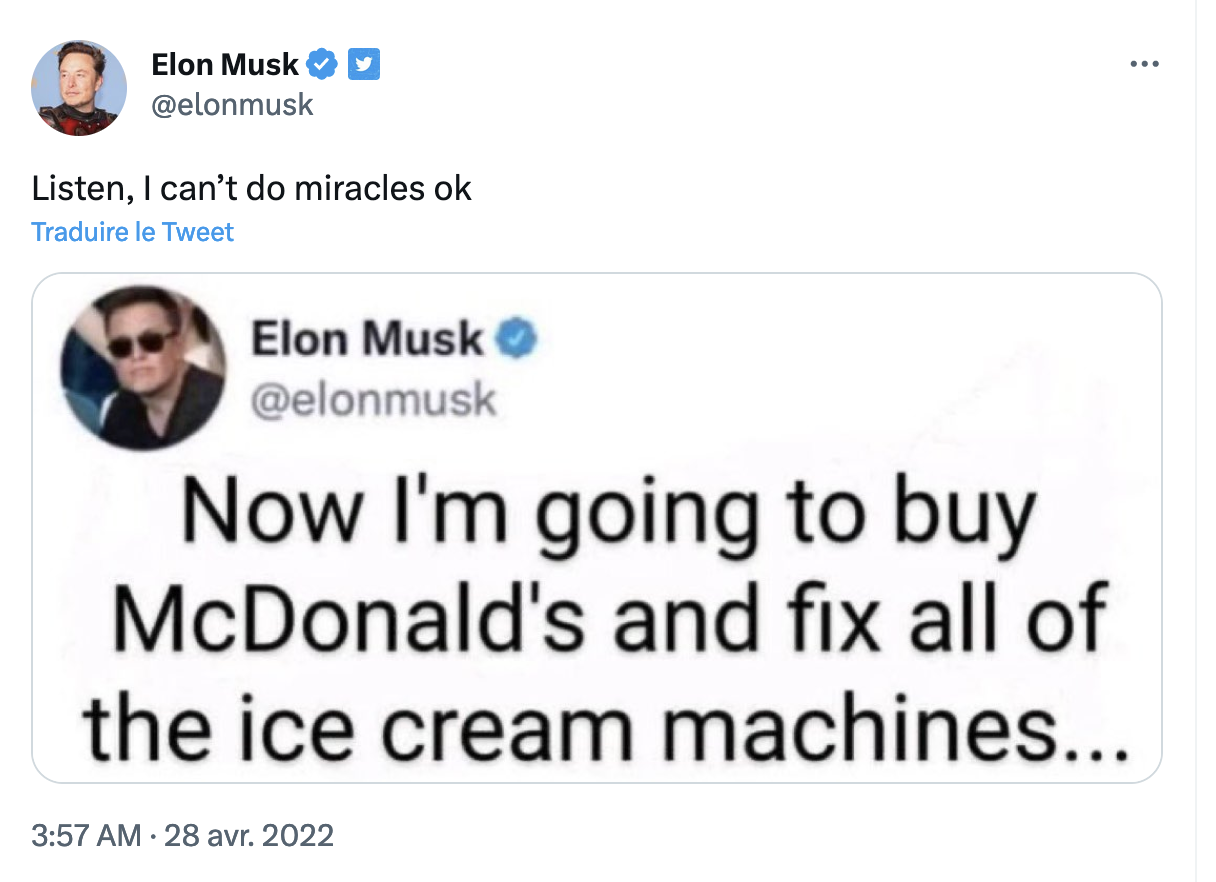 Elon Musk
@elonmusk
Listen, I can’t do miracles ok
Traduire le Tweet
Elon Musk
@elonmusk
Now I'm going to buy
McDonald's and fix all of
the ice cream machines...
3:57 AM · 28 avr. 2022